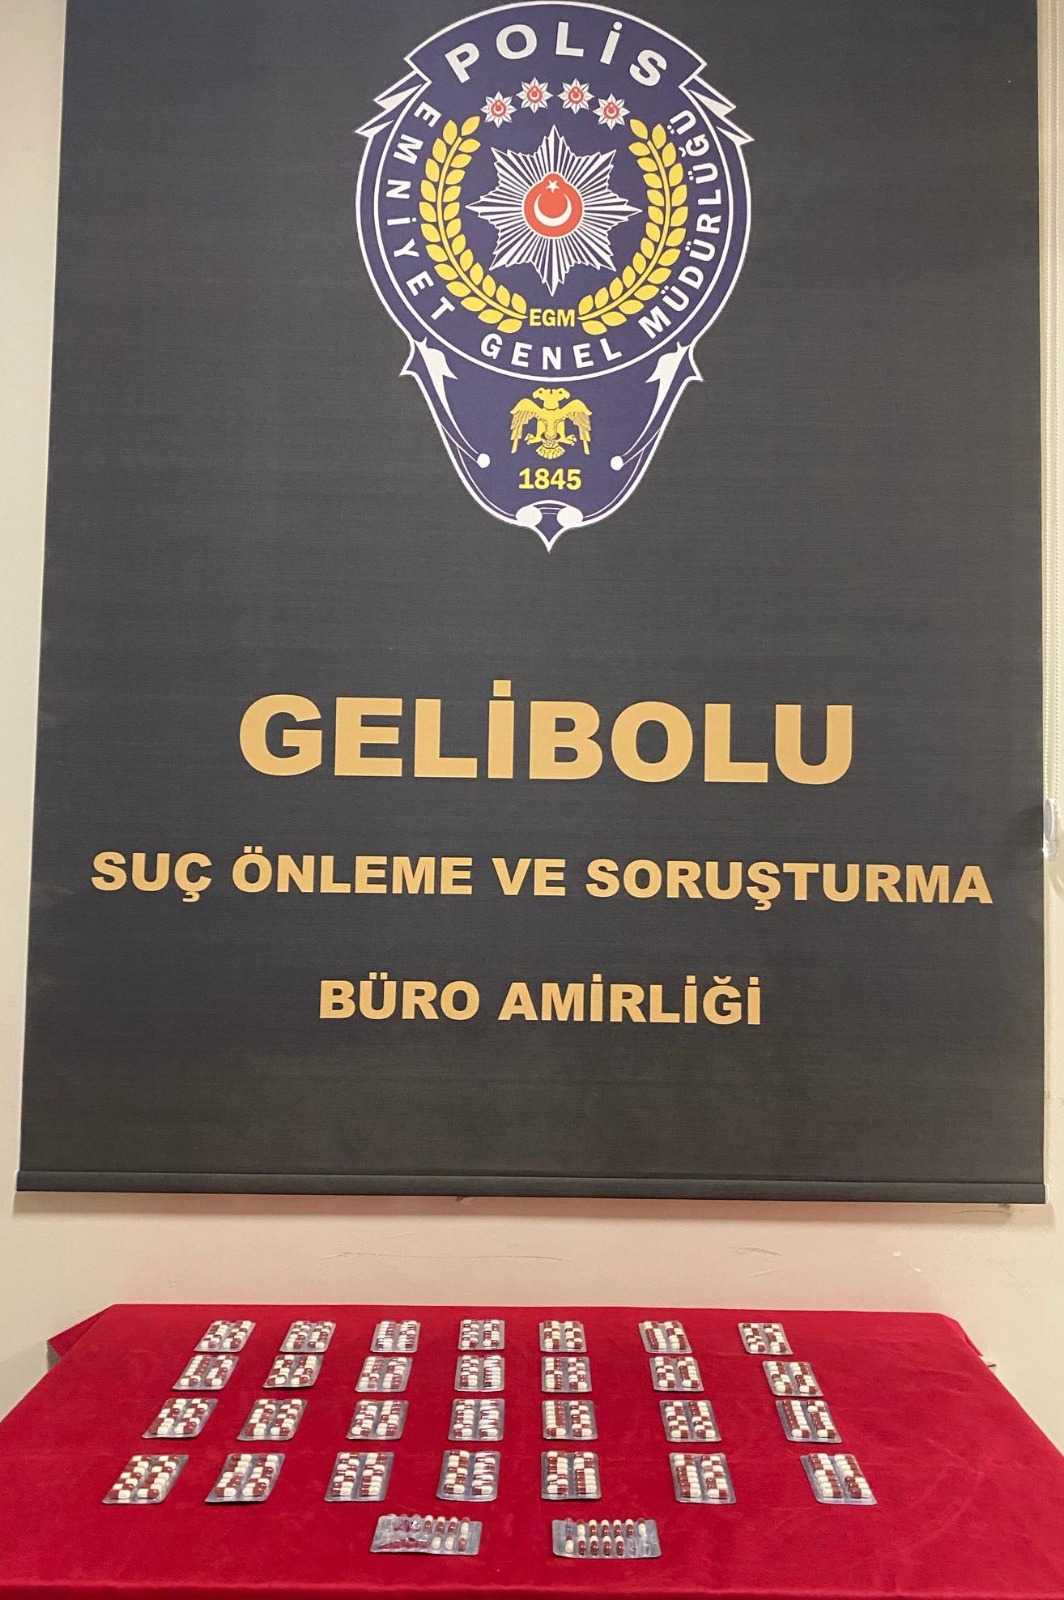 POLİS
EMNİYET GENEL MÜDÜRLÜĞÜ
EGM
1845
GELİBOLU
SUÇ ÖNLEME VE SORUŞTURMA
BÜRO AMİRLİĞİ